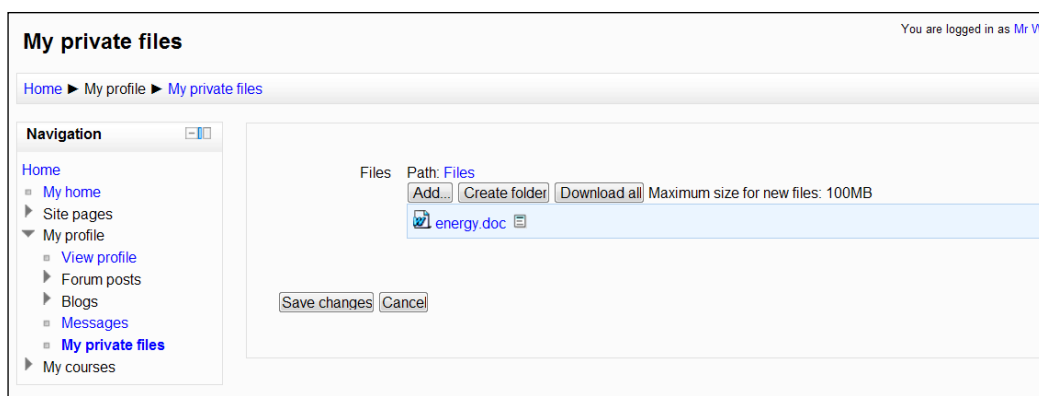 My private files
You are logged in as Mr W
Home ► My profile ► My private files
Navigation
Home
My home
Site pages
My profile
View profile
Forum posts
Blogs
Messages
My private files
My courses
Files Path: Files
Add... Create folder Download all Maximum size for new files: 100MB
energy.doc
Save changes Cancel